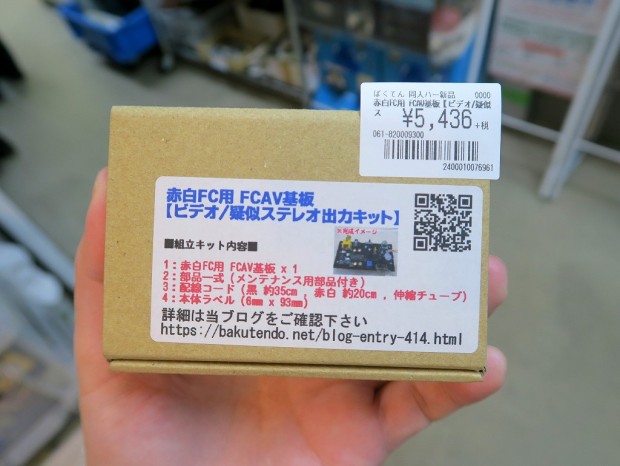 ばくてん 同人ハー新品 0000
赤白FC用 FCAV基板【ビデオ/疑似
ス
¥5,436+税
061-820009300
2400010076961
赤白FC用 FCAV基板
【ビデオ/疑似ステレオ出力キット】
※完成イメージ
■組立キット内容■
1：赤白FC用 FCAV基板 x 1
2：部品一式（メンテナンス用部品付き）
3：配線コード（黒 約35cm , 赤白 約20cm , 伸縮チューブ）
4：本体ラベル（6mm x 93mm）
詳細は当ブログをご確認下さい
https://bakutendo.net/blog-entry-414.html